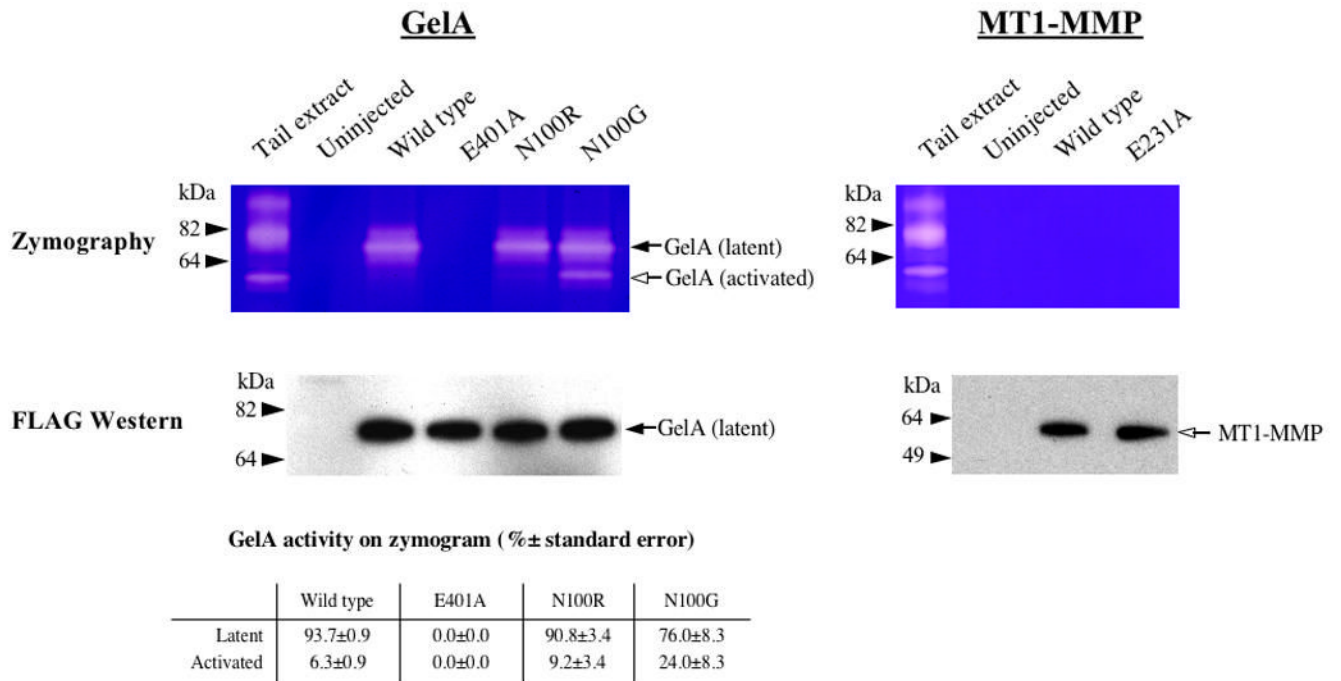 GelA
MT1-MMP
Tail extract
Uninjected
Wild type
E401A
N100R
N100G
Tail extract
Uninjected
Wild type
E231A
Zymography
kDa
82
64
GelA (latent)
GelA (activated)
kDa
82
64
FLAG Western
kDa
82
64
GelA (latent)
kDa
64
49
MT1-MMP
GelA activity on zymogram (%± standard error)
Wild type E401A N100R N100G
Latent 93.7±0.9 0.0±0.0 90.8±3.4 76.0±8.3
Activated 6.3±0.9 0.0±0.0 9.2±3.4 24.0±8.3